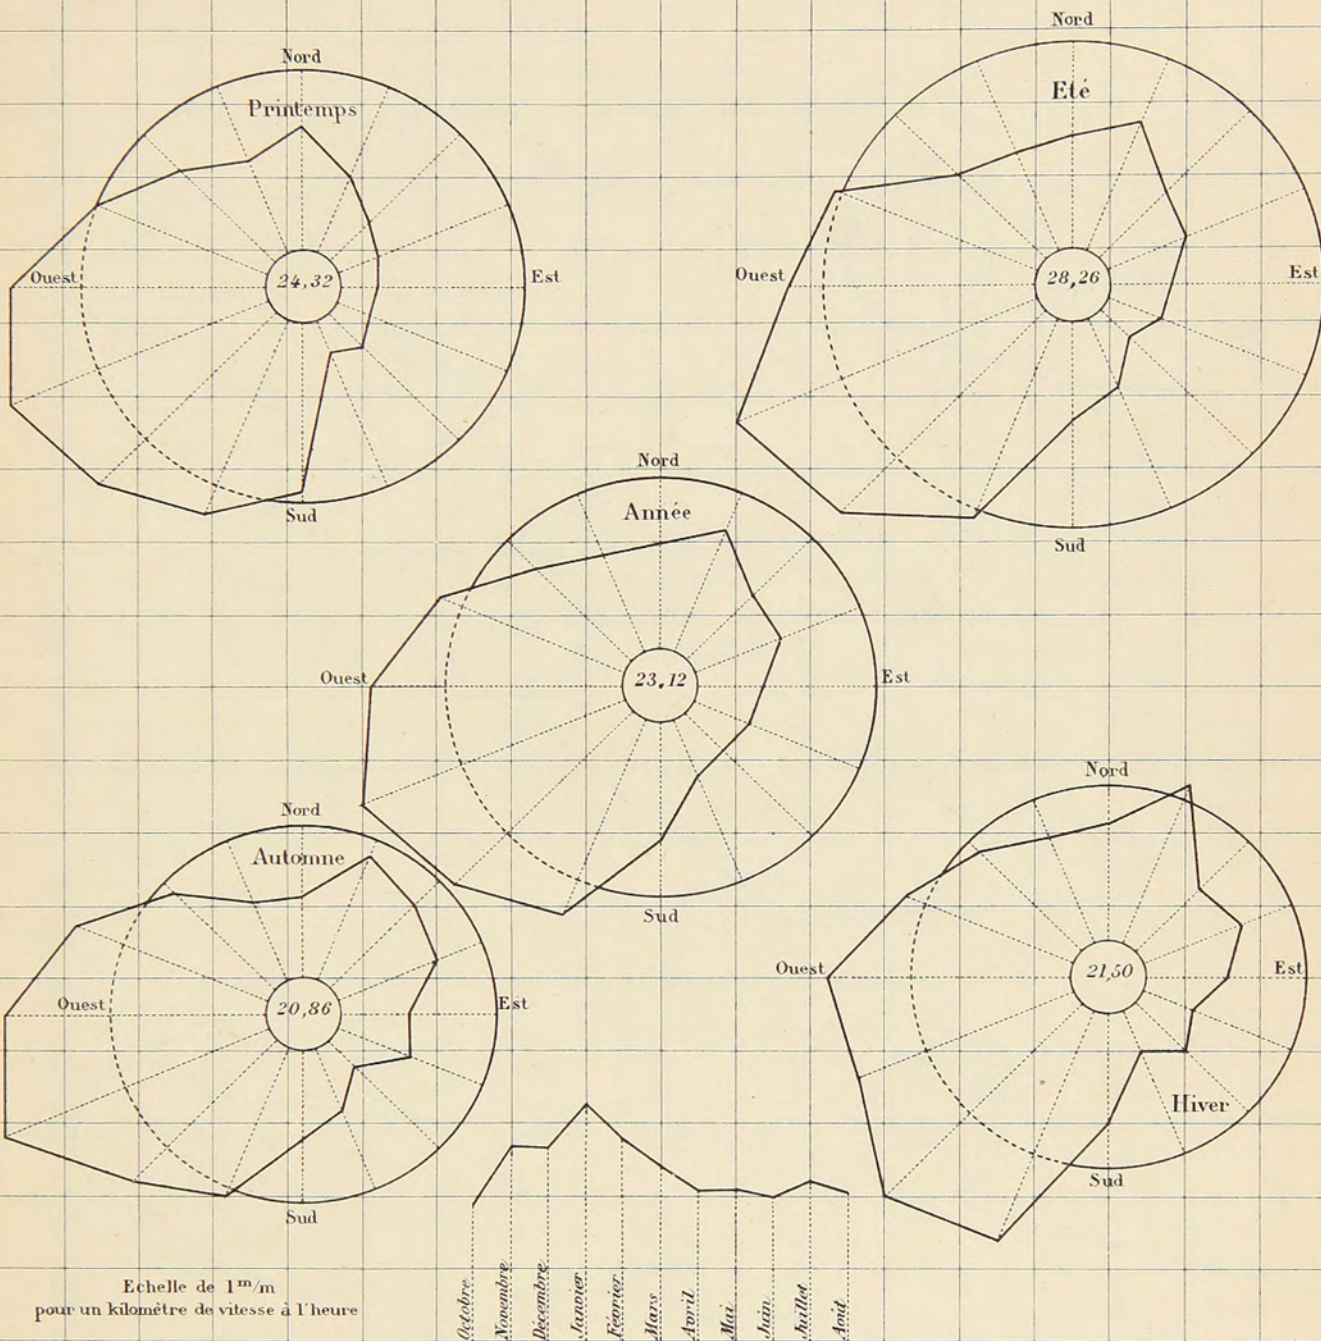 Nord
Printemps
Ouest
24,32
Est
Sud
Nord
Eté
Ouest
28,26
Est
Sud
Nord
Année
Ouest
23,12
Est
Sud
Nord
Automne
Ouest
20,86
Est
Sud
Nord
Ouest
21,50
Est
Hiver
Sud
Octobre
Novembre
Décembre
Janvier
Février
Mars
Avril
Mai
Juin
Juillet
Août
Echelle de 1m/m
pour un kilomètre de vitesse à l'heure